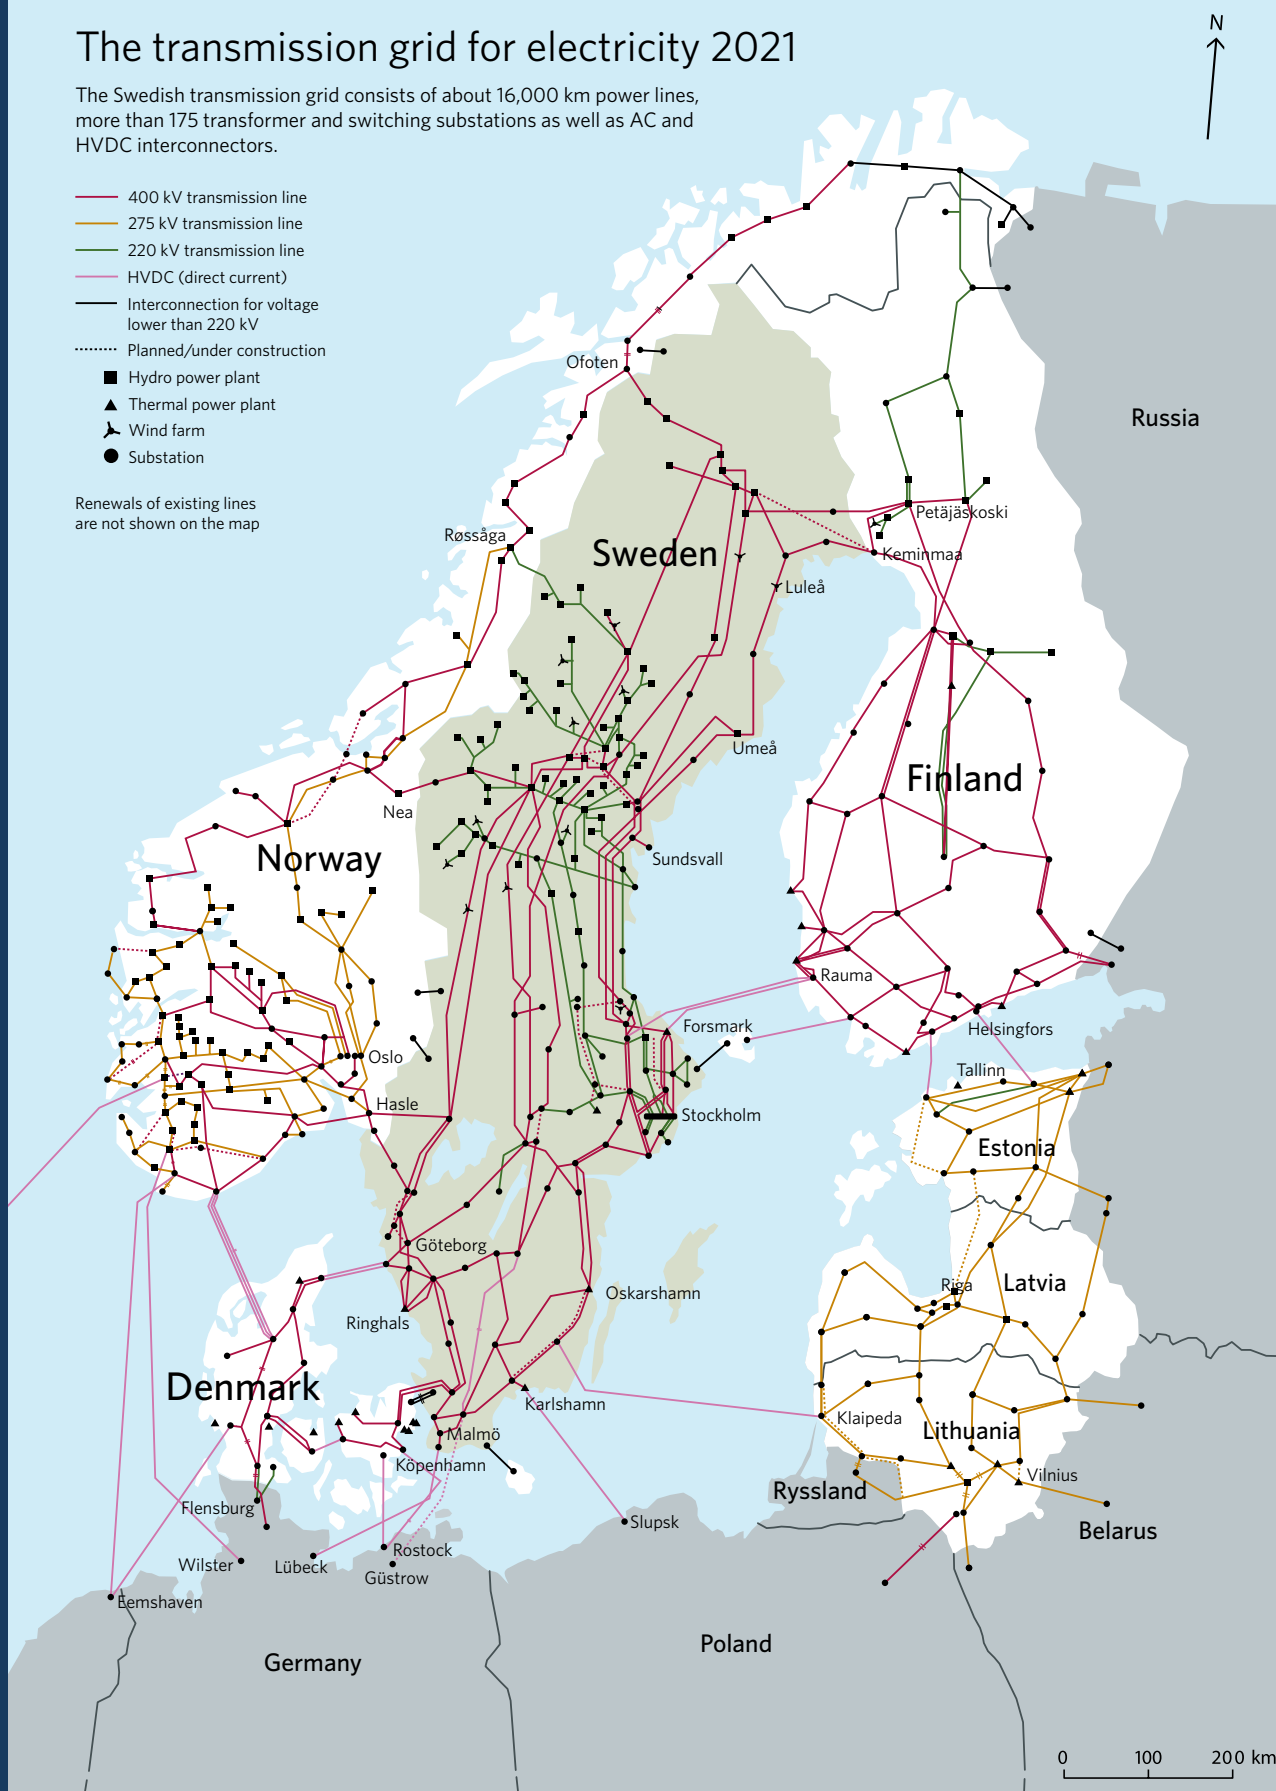 The transmission grid for electricity 2021
The Swedish transmission grid consists of about 16,000 km power lines,
more than 175 transformer and switching substations as well as AC and
HVDC interconnectors.
N
400 kV transmission line
275 kV transmission line
220 kV transmission line
HVDC (direct current)
Interconnection for voltage
lower than 220 kV
Planned/under construction
Hydro power plant
Thermal power plant
Wind farm
Substation
Renewals of existing lines
are not shown on the map
Ofoten
Russia
Petäjäskoski
Røssåga
Sweden
Keminmaa
Luleå
Umeå
Finland
Nea
Norway
Sundsvall
Rauma
Forsmark
Helsingfors
Oslo
Tallinn
Hasle
Stockholm
Estonia
Göteborg
Riga
Latvia
Oskarshamn
Ringhals
Denmark
Karlshamn
Klaipeda
Lithuania
Malmö
Köpenhamn
Vilnius
Ryssland
Flensburg
Slupsk
Belarus
Rostock
Wilster
Lübeck
Güstrow
Eemshaven
Poland
Germany
0 100 200 km